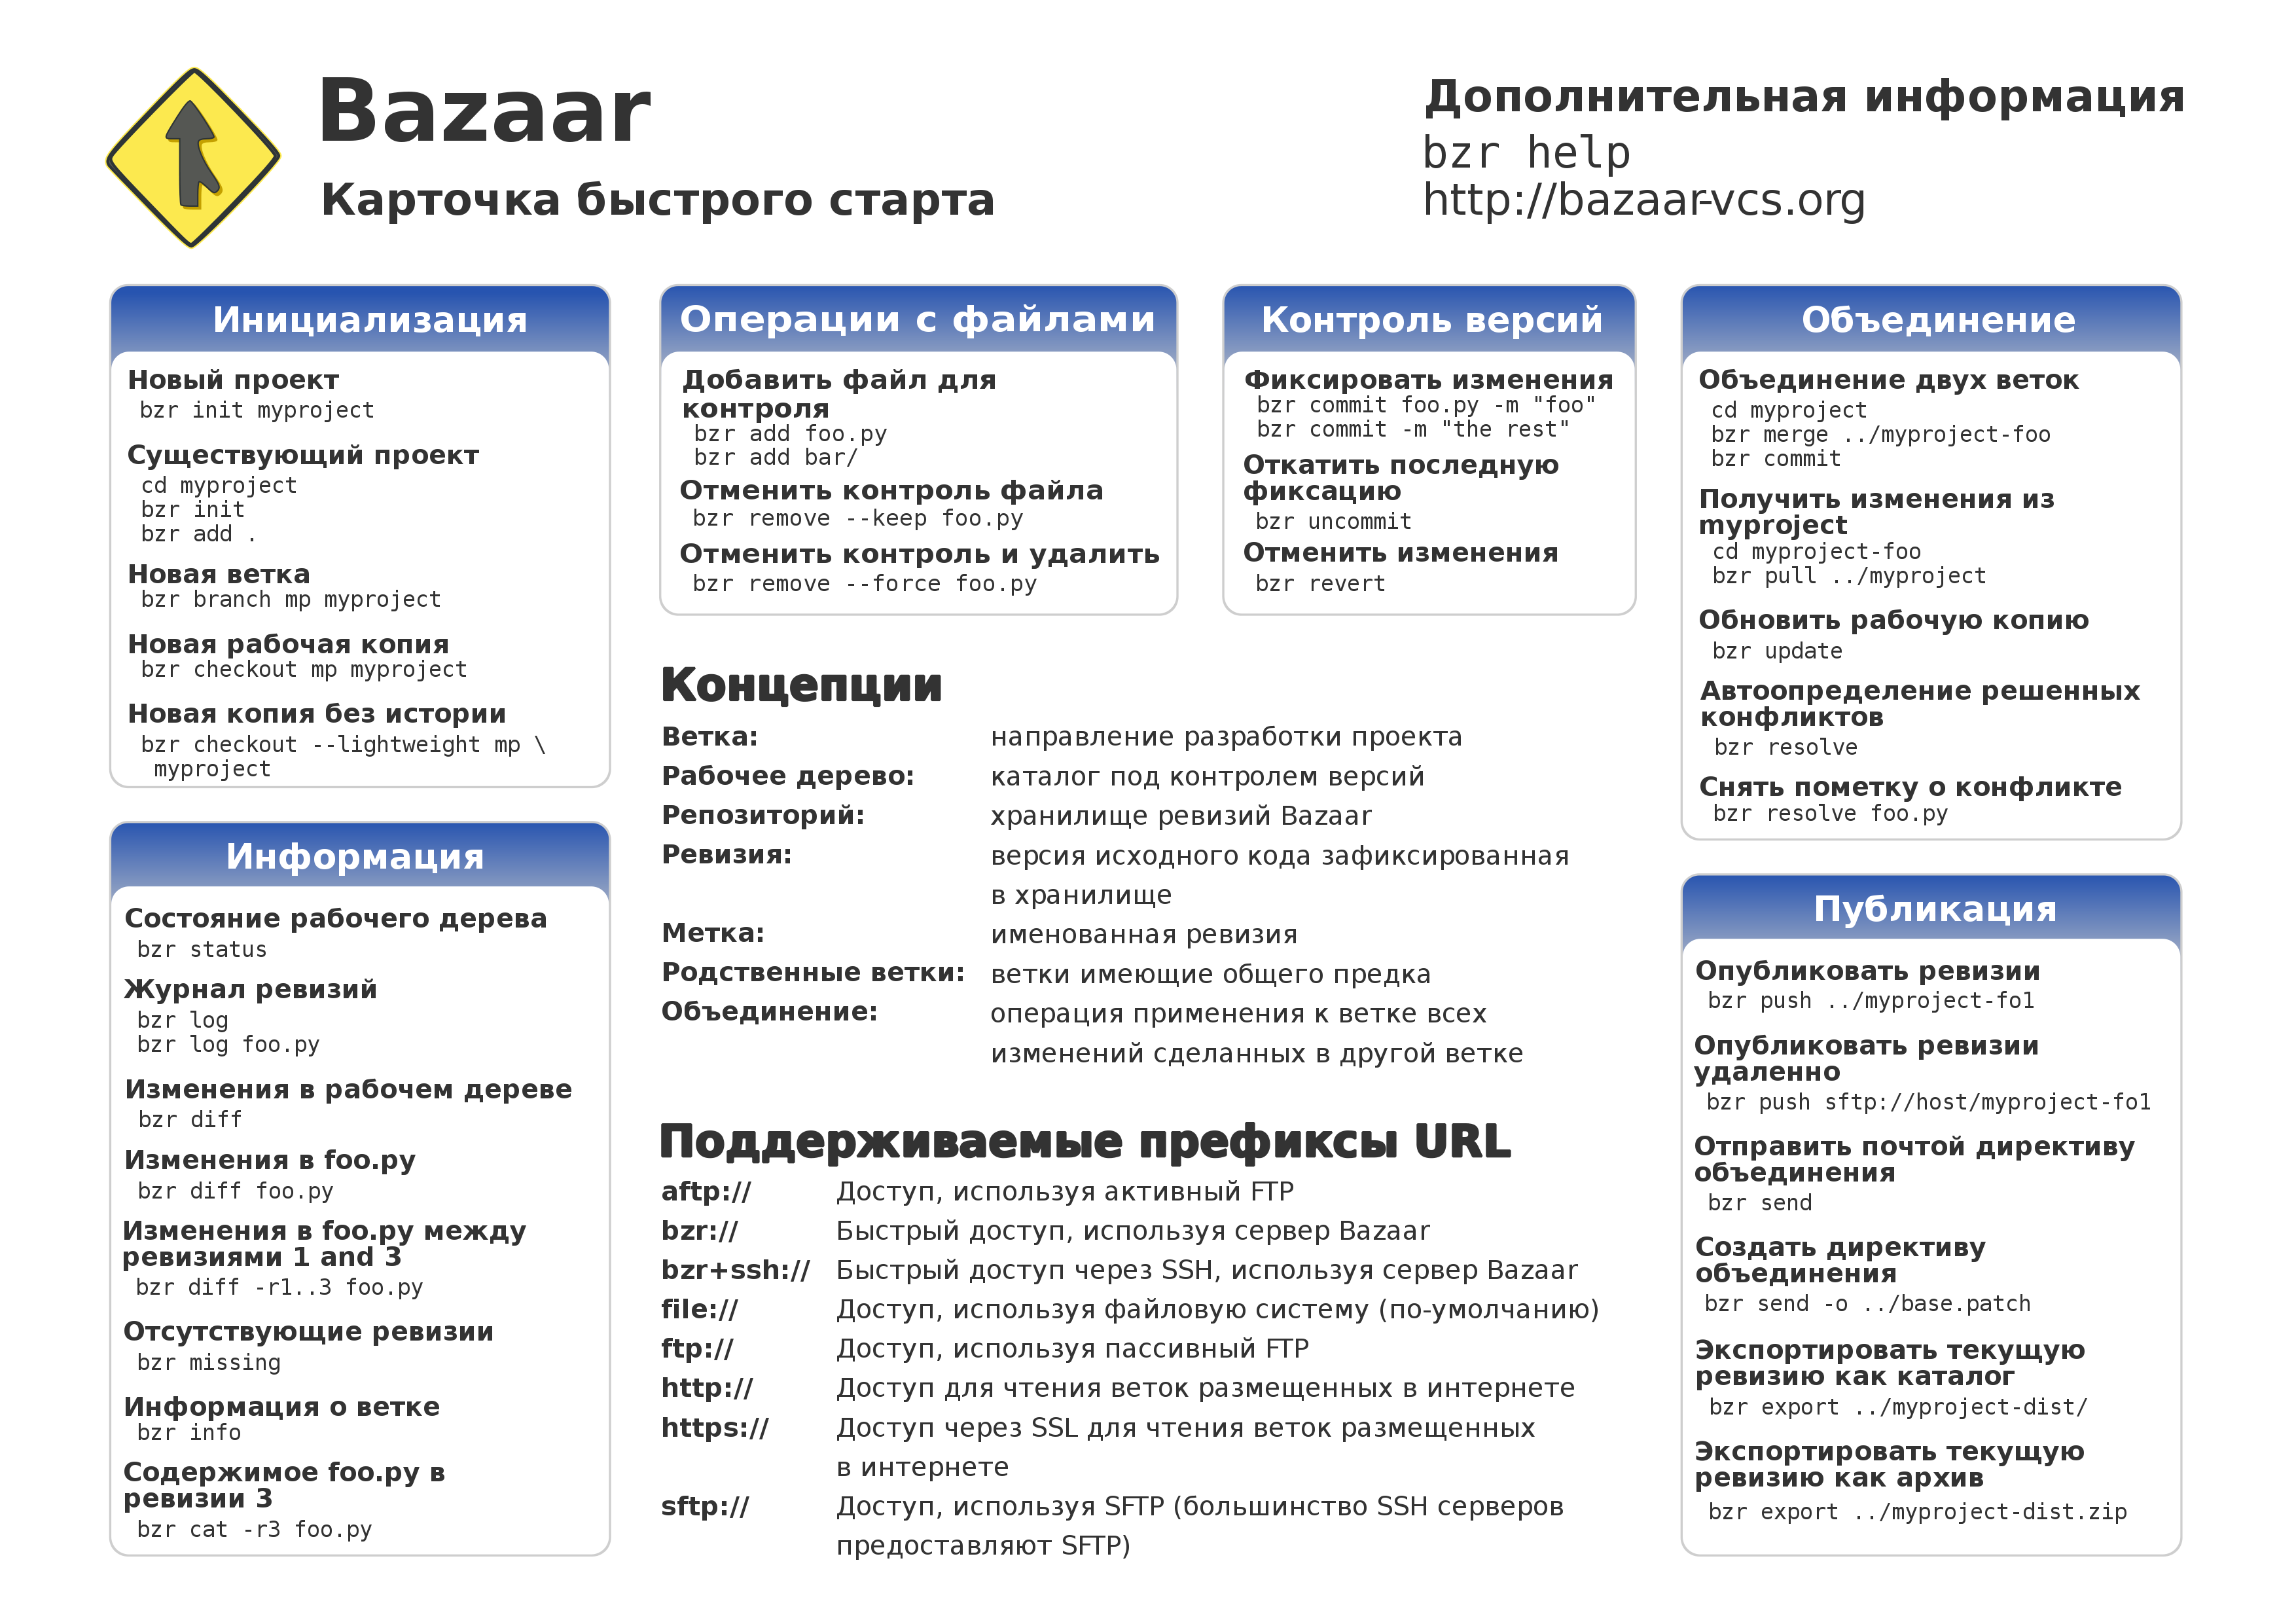 Bazaar
Карточка быстрого старта
Дополнительная информация
bzr help
http://bazaar-vcs.org
Инициализация
Новый проект
bzr init myproject
Существующий проект
cd myproject
bzr init
bzr add .
Новая ветка
bzr branch mp myproject
Новая рабочая копия
bzr checkout mp myproject
Новая копия без истории
bzr checkout --lightweight mp \
myproject
Информация
Состояние рабочего дерева
bzr status
Журнал ревизий
bzr log
bzr log foo.py
Изменения в рабочем дереве
bzr diff
Изменения в foo.py
bzr diff foo.py
Изменения в foo.py между
ревизиями 1 and 3
bzr diff -r1..3 foo.py
Отсутствующие ревизии
bzr missing
Информация о ветке
bzr info
Содержимое foo.py в
ревизии 3
bzr cat -r3 foo.py
Операции с файлами
Добавить файл для
контроля
bzr add foo.py
bzr add bar/
Отменить контроль файла
bzr remove --keep foo.py
Отменить контроль и удалить
bzr remove --force foo.py
Контроль версий
Фиксировать изменения
bzr commit foo.py -m "foo"
bzr commit -m "the rest"
Откатить последную
фиксацию
bzr uncommit
Отменить изменения
bzr revert
Концепции
Ветка: направление разработки проекта
Рабочее дерево: каталог под контролем версий
Репозиторий: хранилище ревизий Bazaar
Ревизия: версия исходного кода зафиксированная
в хранилище
Метка: именованная ревизия
Родственные ветки: ветки имеющие общего предка
Объединение: операция применения к ветке всех
изменений сделанных в другой ветке
Поддерживаемые префиксы URL
aftp:// Доступ, используя активный FTP
bzr:// Быстрый доступ, используя сервер Bazaar
bzr+ssh:// Быстрый доступ через SSH, используя сервер Bazaar
file:// Доступ, используя файловую систему (по-умолчанию)
ftp:// Доступ, используя пассивный FTP
http:// Доступ для чтения веток размещенных в интернете
https:// Доступ через SSL для чтения веток размещенных
в интернете
sftp:// Доступ, используя SFTP (большинство SSH серверов
предоставляют SFTP)
Объединение
Объединение двух веток
cd myproject
bzr merge ../myproject-foo
bzr commit
Получить изменения из
myproject
cd myproject-foo
bzr pull ../myproject
Обновить рабочую копию
bzr update
Автоопределение решенных
конфликтов
bzr resolve
Снять пометку о конфликте
bzr resolve foo.py
Публикация
Опубликовать ревизии
bzr push ../myproject-fo1
Опубликовать ревизии
удаленно
bzr push sftp://host/myproject-fo1
Отправить почтой директиву
объединения
bzr send
Создать директиву
объединения
bzr send -o ../base.patch
Экспортировать текущую
ревизию как каталог
bzr export ../myproject-dist/
Экспортировать текущую
ревизию как архив
bzr export ../myproject-dist.zip